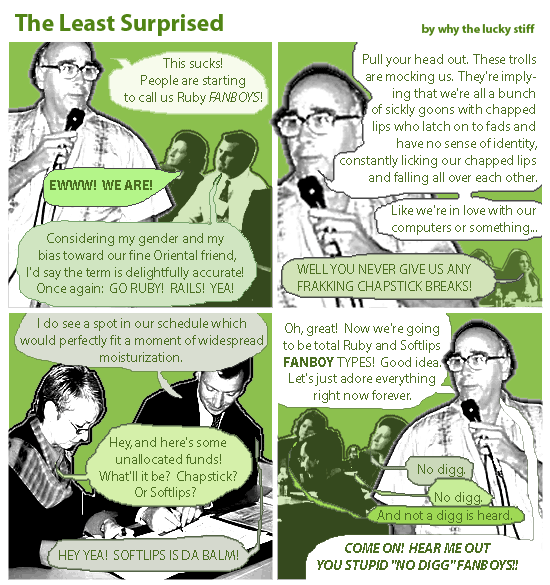 The Least Surprised
by why the lucky stiff
This sucks!
People are starting
to call us Ruby FANBOYS!
EWWW! WE ARE!
Considering my gender and my
bias toward our fine Oriental friend,
I'd say the term is delightfully accurate!
Once again: GO RUBY! RAILS! YEA!
Pull your head out. These trolls
are mocking us. They're imply-
ing that we're all a bunch
of sickly goons with chapped
lips who latch on to fads and
have no sense of identity,
constantly licking our chapped lips
and falling all over each other.
Like we're in love with our
computers or something...
WELL YOU NEVER GIVE US ANY
FRAKKING CHAPSTICK BREAKS!
I do see a spot in our schedule which
would perfectly fit a moment of widespread
moisturization.
Hey, and here's some
unallocated funds!
What'll it be? Chapstick?
Or Softlips?
HEY YEA! SOFTLIPS IS DA BALM!
Oh, great! Now we're going
to be total Ruby and Softlips
FANBOY TYPES! Good idea.
Let's just adore everything
right now forever.
No digg.
No digg.
And not a digg is heard.
COME ON! HEAR ME OUT
YOU STUPID "NO DIGG" FANBOYS!!